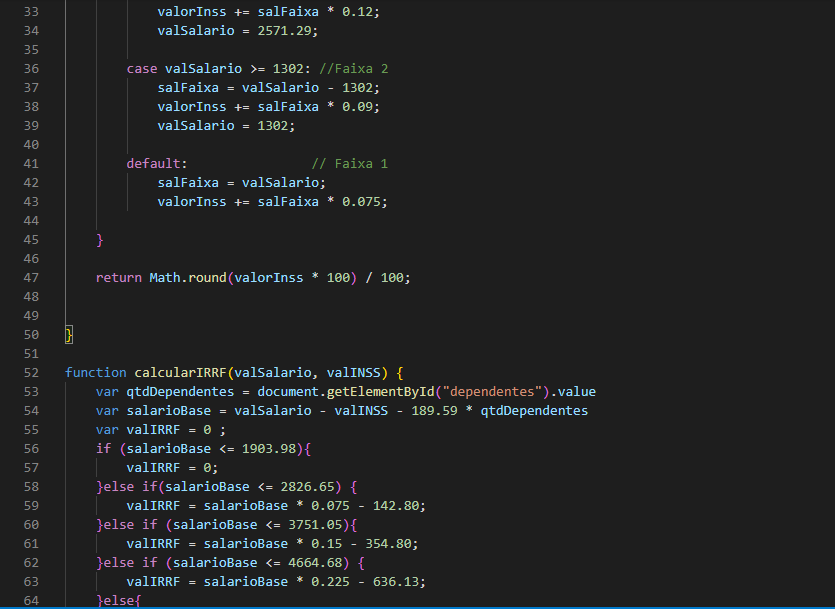 33 valorInss += salFaixa * 0.12;
34 valSalario = 2571.29;
35
36 case valSalario >= 1302: //Faixa 2
37 salFaixa = valSalario - 1302;
38 valorInss += salFaixa * 0.09;
39 valSalario = 1302;
40
41 default: // Faixa 1
42 salFaixa = valSalario;
43 valorInss += salFaixa * 0.075;
44
45 }
46
47 return Math.round(valorInss * 100) / 100;
48
49
50 }
51
52 function calcularIRRF(valSalario, valINSS) {
53 var qtdDependentes = document.getElementById("dependentes").value
54 var salarioBase = valSalario - valINSS - 189.59 * qtdDependentes
55 var valIRRF = 0 ;
56 if (salarioBase <= 1903.98){
57 valIRRF = 0;
58 }else if(salarioBase <= 2826.65) {
59 valIRRF = salarioBase * 0.075 - 142.80;
60 }else if (salarioBase <= 3751.05){
61 valIRRF = salarioBase * 0.15 - 354.80;
62 }else if (salarioBase <= 4664.68) {
63 valIRRF = salarioBase * 0.225 - 636.13;
64 }else{